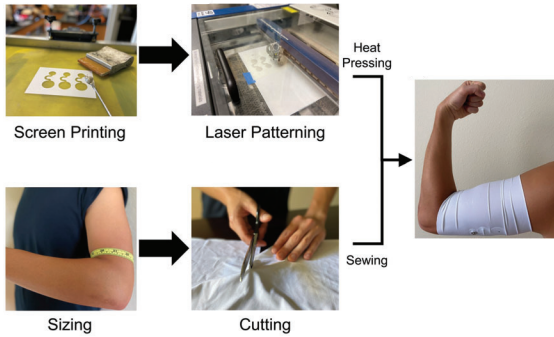 Screen Printing
Laser Patterning
Heat
Pressing
Sizing
Cutting
Sewing